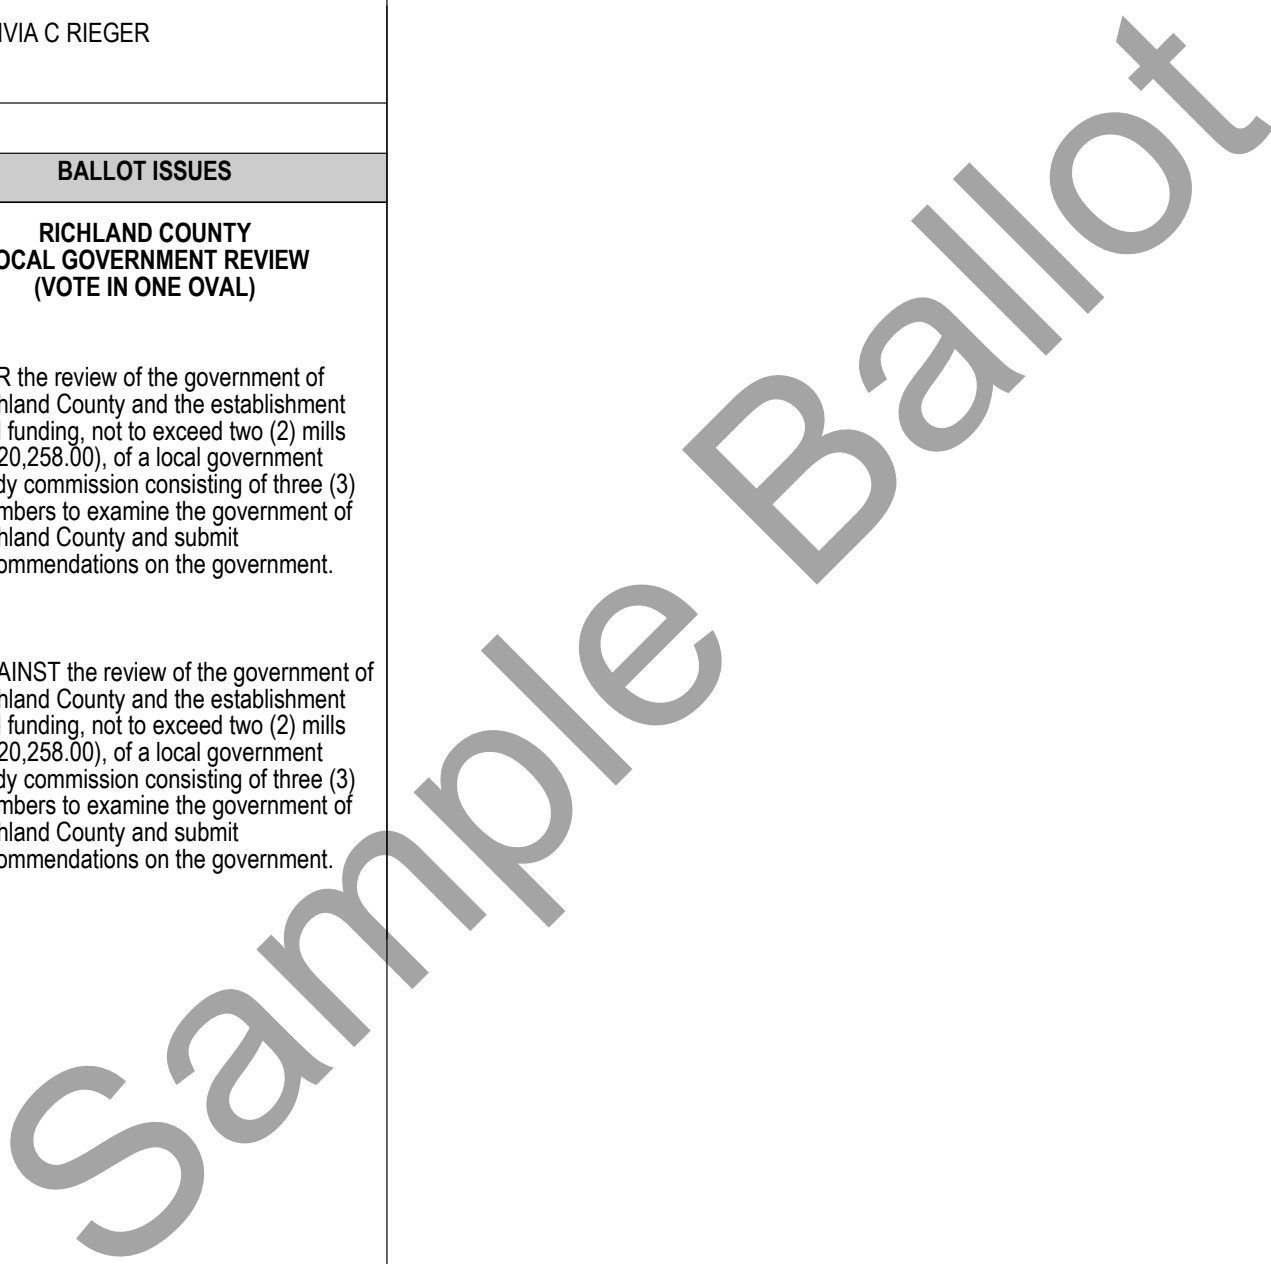 IVIA C RIEGER
BALLOT ISSUES
RICHLAND COUNTY
OCAL GOVERNMENT REVIEW
(VOTE IN ONE OVAL)
R the review of the government of
hland County and the establishment
funding, not to exceed two (2) mills
20,258.00), of a local government
dy commission consisting of three (3)
mbers to examine the government of
hland County and submit
ommendations on the government.
AINST the review of the government of
hland County and the establishment
funding, not to exceed two (2) mills
20,258.00), of a local government
dy commission consisting of three (3)
mbers to examine the government of
hland County and submit
ommendations on the government.
Sample Ballot